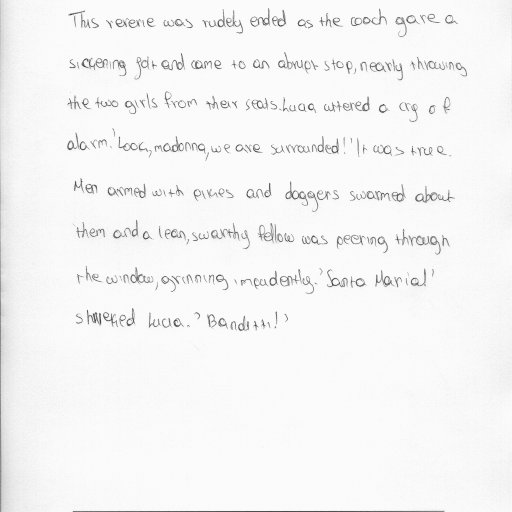 This reverie was rudely ended as the coach gave a
sickening jolt and came to an abrupt stop, nearly throwing
the two girls from their seats. Lucia uttered a cry of
alarm. 'Look, madonna, we are surrounded!' It was true.
Men armed with pikes and daggers swarmed about
them and a lean, swarthy fellow was peering through
the window, grinning impudently. 'Santa Maria!'
shrieked Lucia. 'Banditti!'